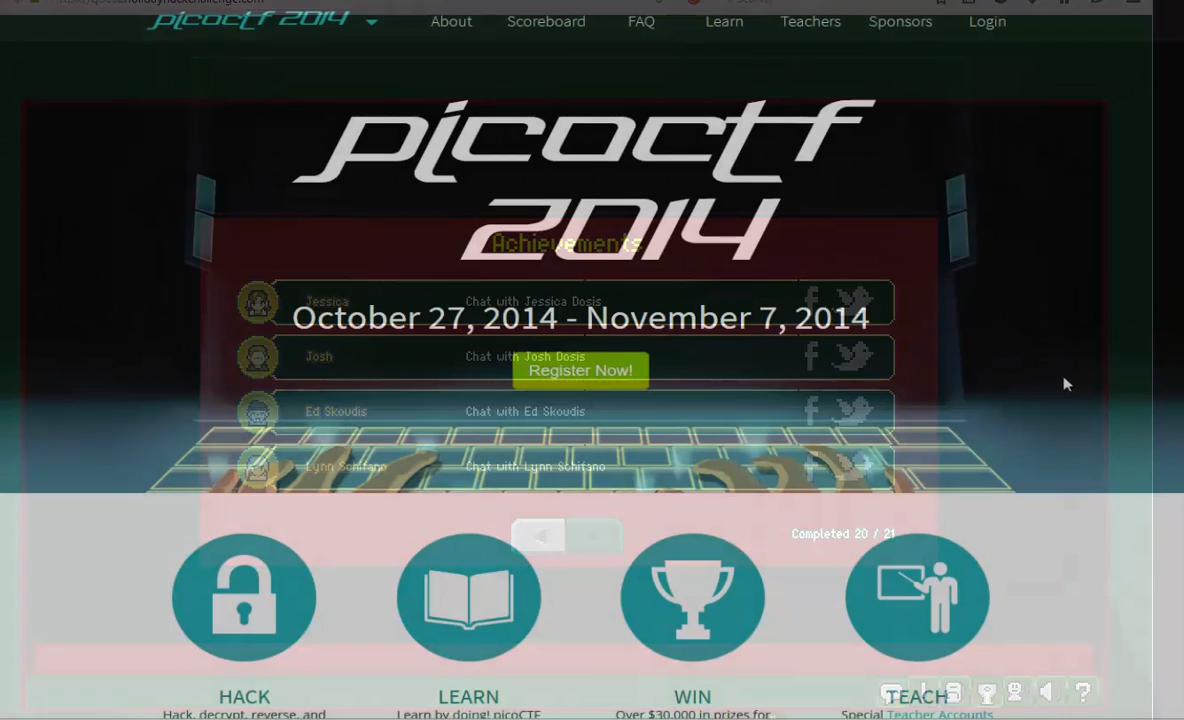 holidayhackchallenge.com
picoctf 2014
About
Scoreboard
FAQ
Learn
Teachers
Sponsors
Login
picoctf
2014
Achievements
Jessica
Chat with Jessica Dosis
October 27, 2014 - November 7, 2014
Josh
Chat with Josh Dosis
Register Now!
Ed Skoudis
Chat with Ed Skoudis
Lynn Schifano
Chat with Lynn Schifano
Completed 20 / 21
HACK
LEARN
WIN
TEACH
Hack, decrypt, reverse, and
Learn by doing! picoCTF
Over $30,000 in prizes for
Special Teacher Accounts